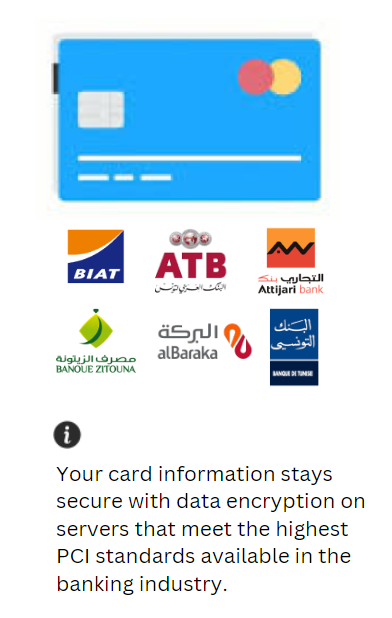 BIAT
ATB
البنك العربي لتونس
التجاري بنك
Attijari bank
مصرف الزيتونة
BANQUE ZITOUNA
البركة
alBaraka
البنك
التونسي
BANQUE DE TUNISIE
i
Your card information stays
secure with data encryption on
servers that meet the highest
PCI standards available in the
banking industry.